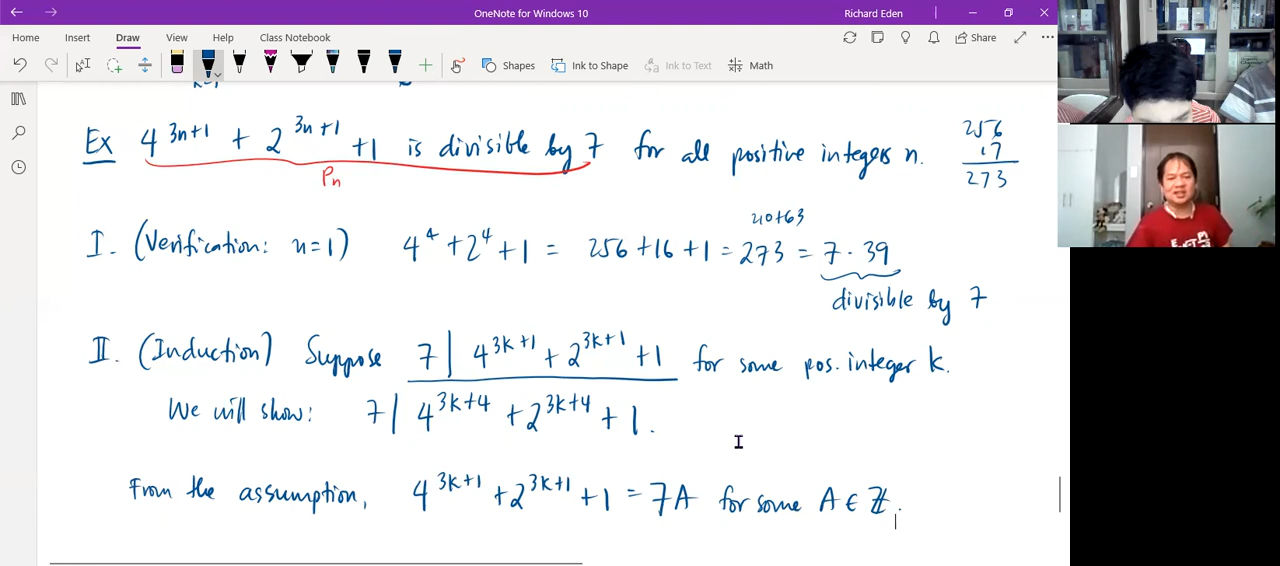 OneNote for Windows 10
Richard Eden
Home Insert Draw View Help Class Notebook
Share
Shapes Ink to Shape Ink to Text Math
Ex 4^{3n+1} + 2^{3n+1} + 1 is divisible by 7 for all positive integers n.
P_n
256
17
273
I. (Verification: n=1) 4^4 + 2^4 + 1 = 256 + 16 + 1 = 273 = 7 · 39
210+63
divisible by 7
II. (Induction) Suppose 7 | 4^{3k+1} + 2^{3k+1} + 1 for some pos. integer k.
We will show: 7 | 4^{3k+4} + 2^{3k+4} + 1.
From the assumption, 4^{3k+1} + 2^{3k+1} + 1 = 7A for some A ∈ ℤ.